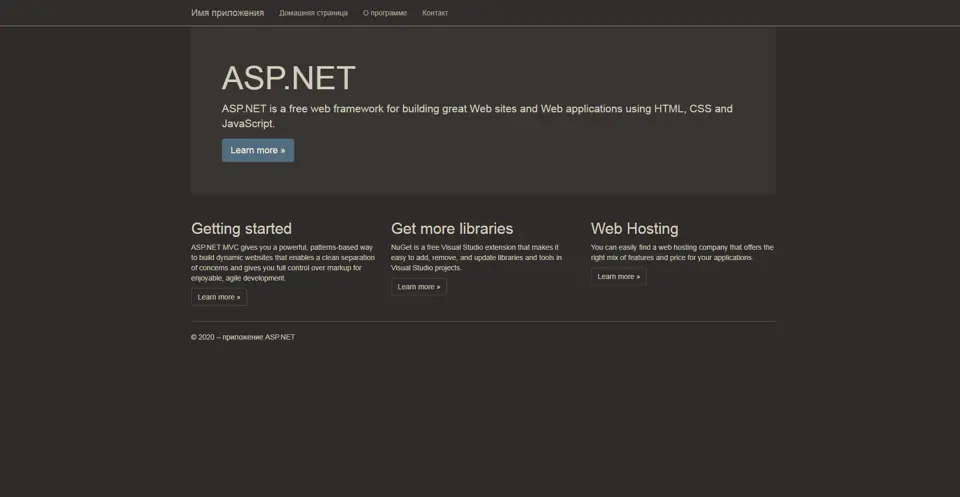 Имя приложения Домашняя страница О программе Контакт
ASP.NET
ASP.NET is a free web framework for building great Web sites and Web applications using HTML, CSS and
JavaScript.
Learn more »
Getting started
ASP.NET MVC gives you a powerful, patterns-based way
to build dynamic websites that enables a clean separation
of concerns and gives you full control over markup for
enjoyable, agile development.
Learn more »
Get more libraries
NuGet is a free Visual Studio extension that makes it
easy to add, remove, and update libraries and tools in
Visual Studio projects.
Learn more »
Web Hosting
You can easily find a web hosting company that offers the
right mix of features and price for your applications.
Learn more »
© 2020 – приложение ASP.NET